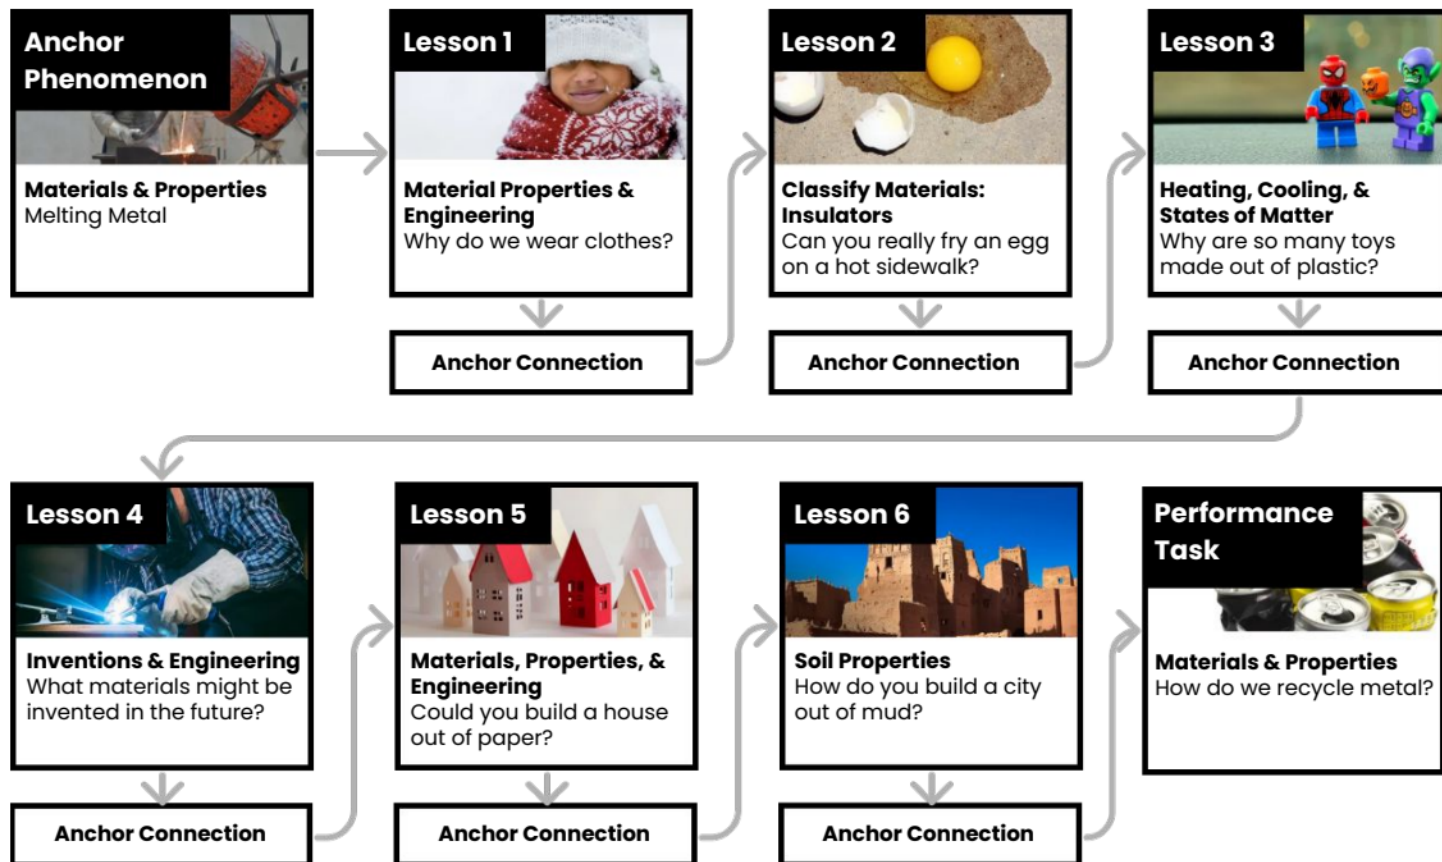 Anchor
Phenomenon
Materials & Properties
Melting Metal
Lesson 1
Material Properties &
Engineering
Why do we wear clothes?
Anchor Connection
Lesson 2
Classify Materials:
Insulators
Can you really fry an egg
on a hot sidewalk?
Anchor Connection
Lesson 3
Heating, Cooling, &
States of Matter
Why are so many toys
made out of plastic?
Anchor Connection
Lesson 4
Inventions & Engineering
What materials might be
invented in the future?
Anchor Connection
Lesson 5
Materials, Properties, &
Engineering
Could you build a house
out of paper?
Anchor Connection
Lesson 6
Soil Properties
How do you build a city
out of mud?
Anchor Connection
Performance
Task
Materials & Properties
How do we recycle metal?